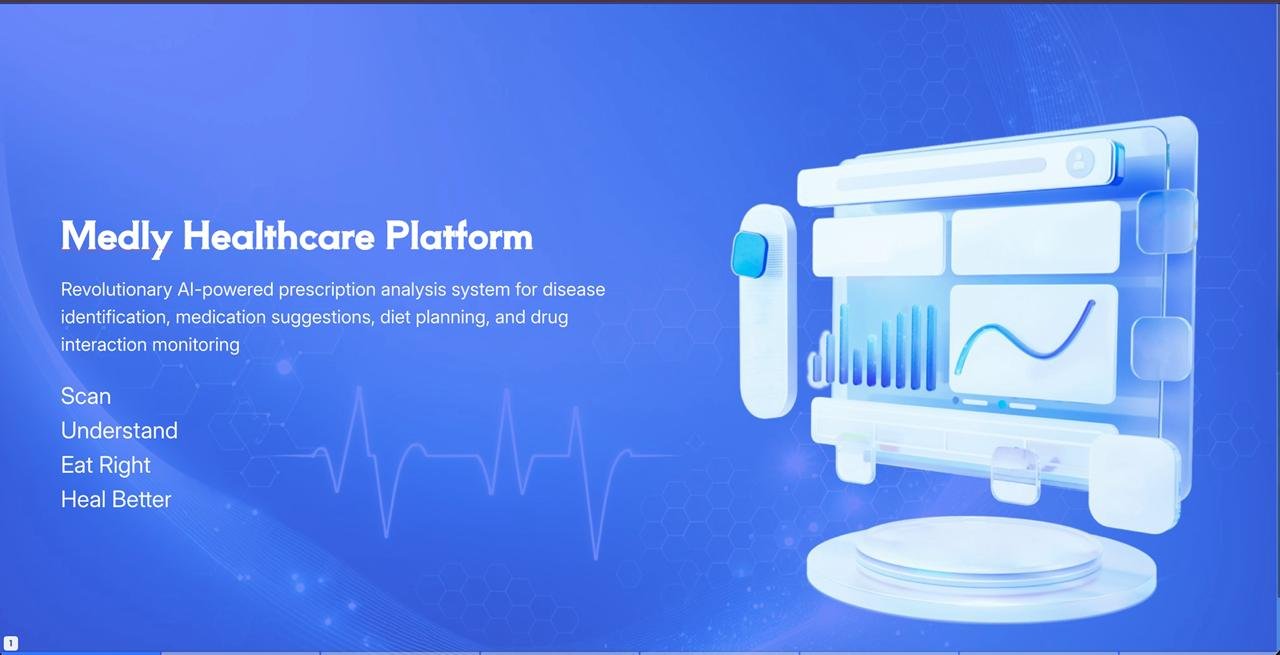 Medly Healthcare Platform
Revolutionary AI-powered prescription analysis system for disease
identification, medication suggestions, diet planning, and drug
interaction monitoring
Scan
Understand
Eat Right
Heal Better
1